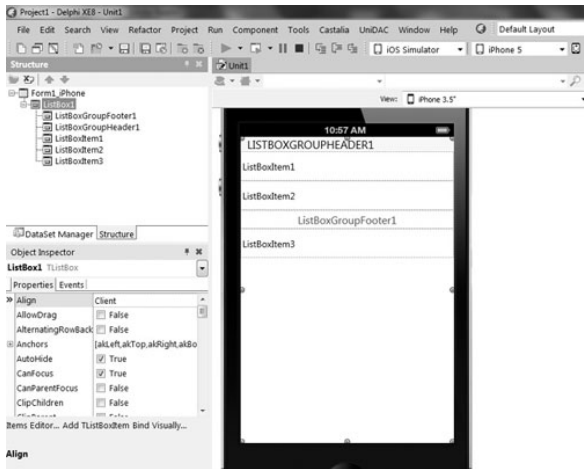 Project1 - Delphi XE8 - Unit1
File Edit Search View Refactor Project Run Component Tools Castalia UniDAC Window Help Default Layout
iOS Simulator iPhone 5
Structure
Unit1
Form1_iPhone
ListBox1
ListBoxGroupFooter1
ListBoxGroupHeader1
ListBoxItem1
ListBoxItem2
ListBoxItem3
View: iPhone 3.5"
10:57 AM
LISTBOXGROUPHEADER1
ListBoxItem1
ListBoxItem2
ListBoxGroupFooter1
ListBoxItem3
DataSet Manager Structure
Object Inspector
ListBox1 TListBox
Properties Events
Align Client
AllowDrag False
AlternatingRowBack False
Anchors [akLeft,akTop,akRight,akBo
AutoHide True
CanFocus True
CanParentFocus False
ClipChildren False
Items Editor... Add TListBoxItem Bind Visually...
Align